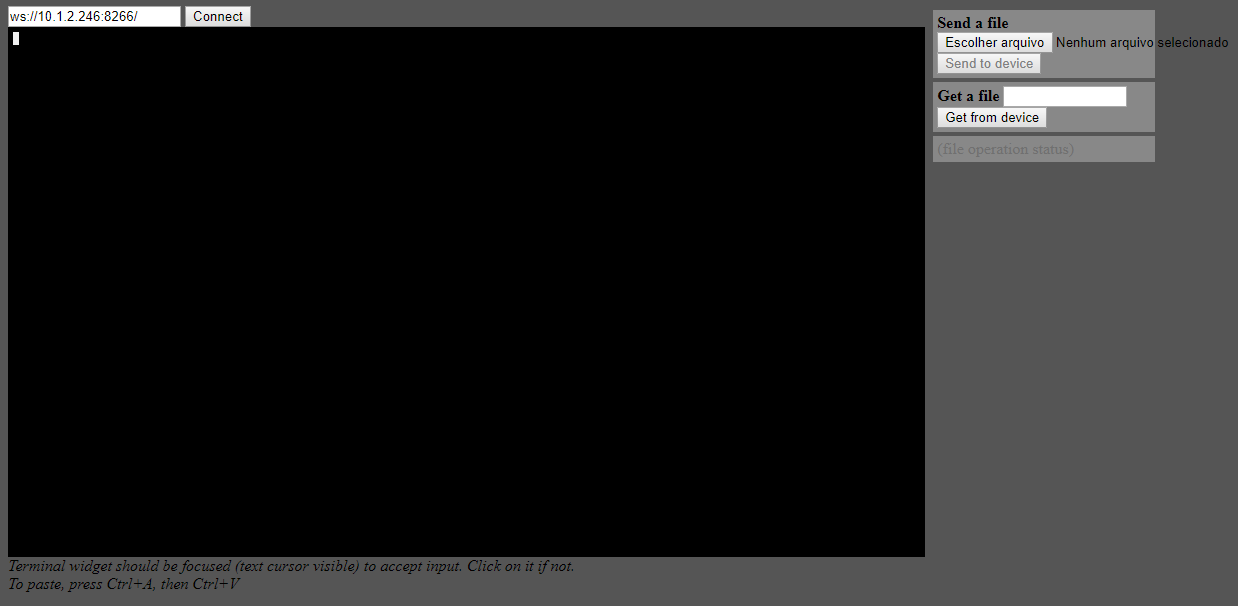 ws://10.1.2.246:8266/ Connect
Send a file
Escolher arquivo Nenhum arquivo selecionado
Send to device
Get a file
Get from device
(file operation status)
Terminal widget should be focused (text cursor visible) to accept input. Click on it if not.
To paste, press Ctrl+A, then Ctrl+V